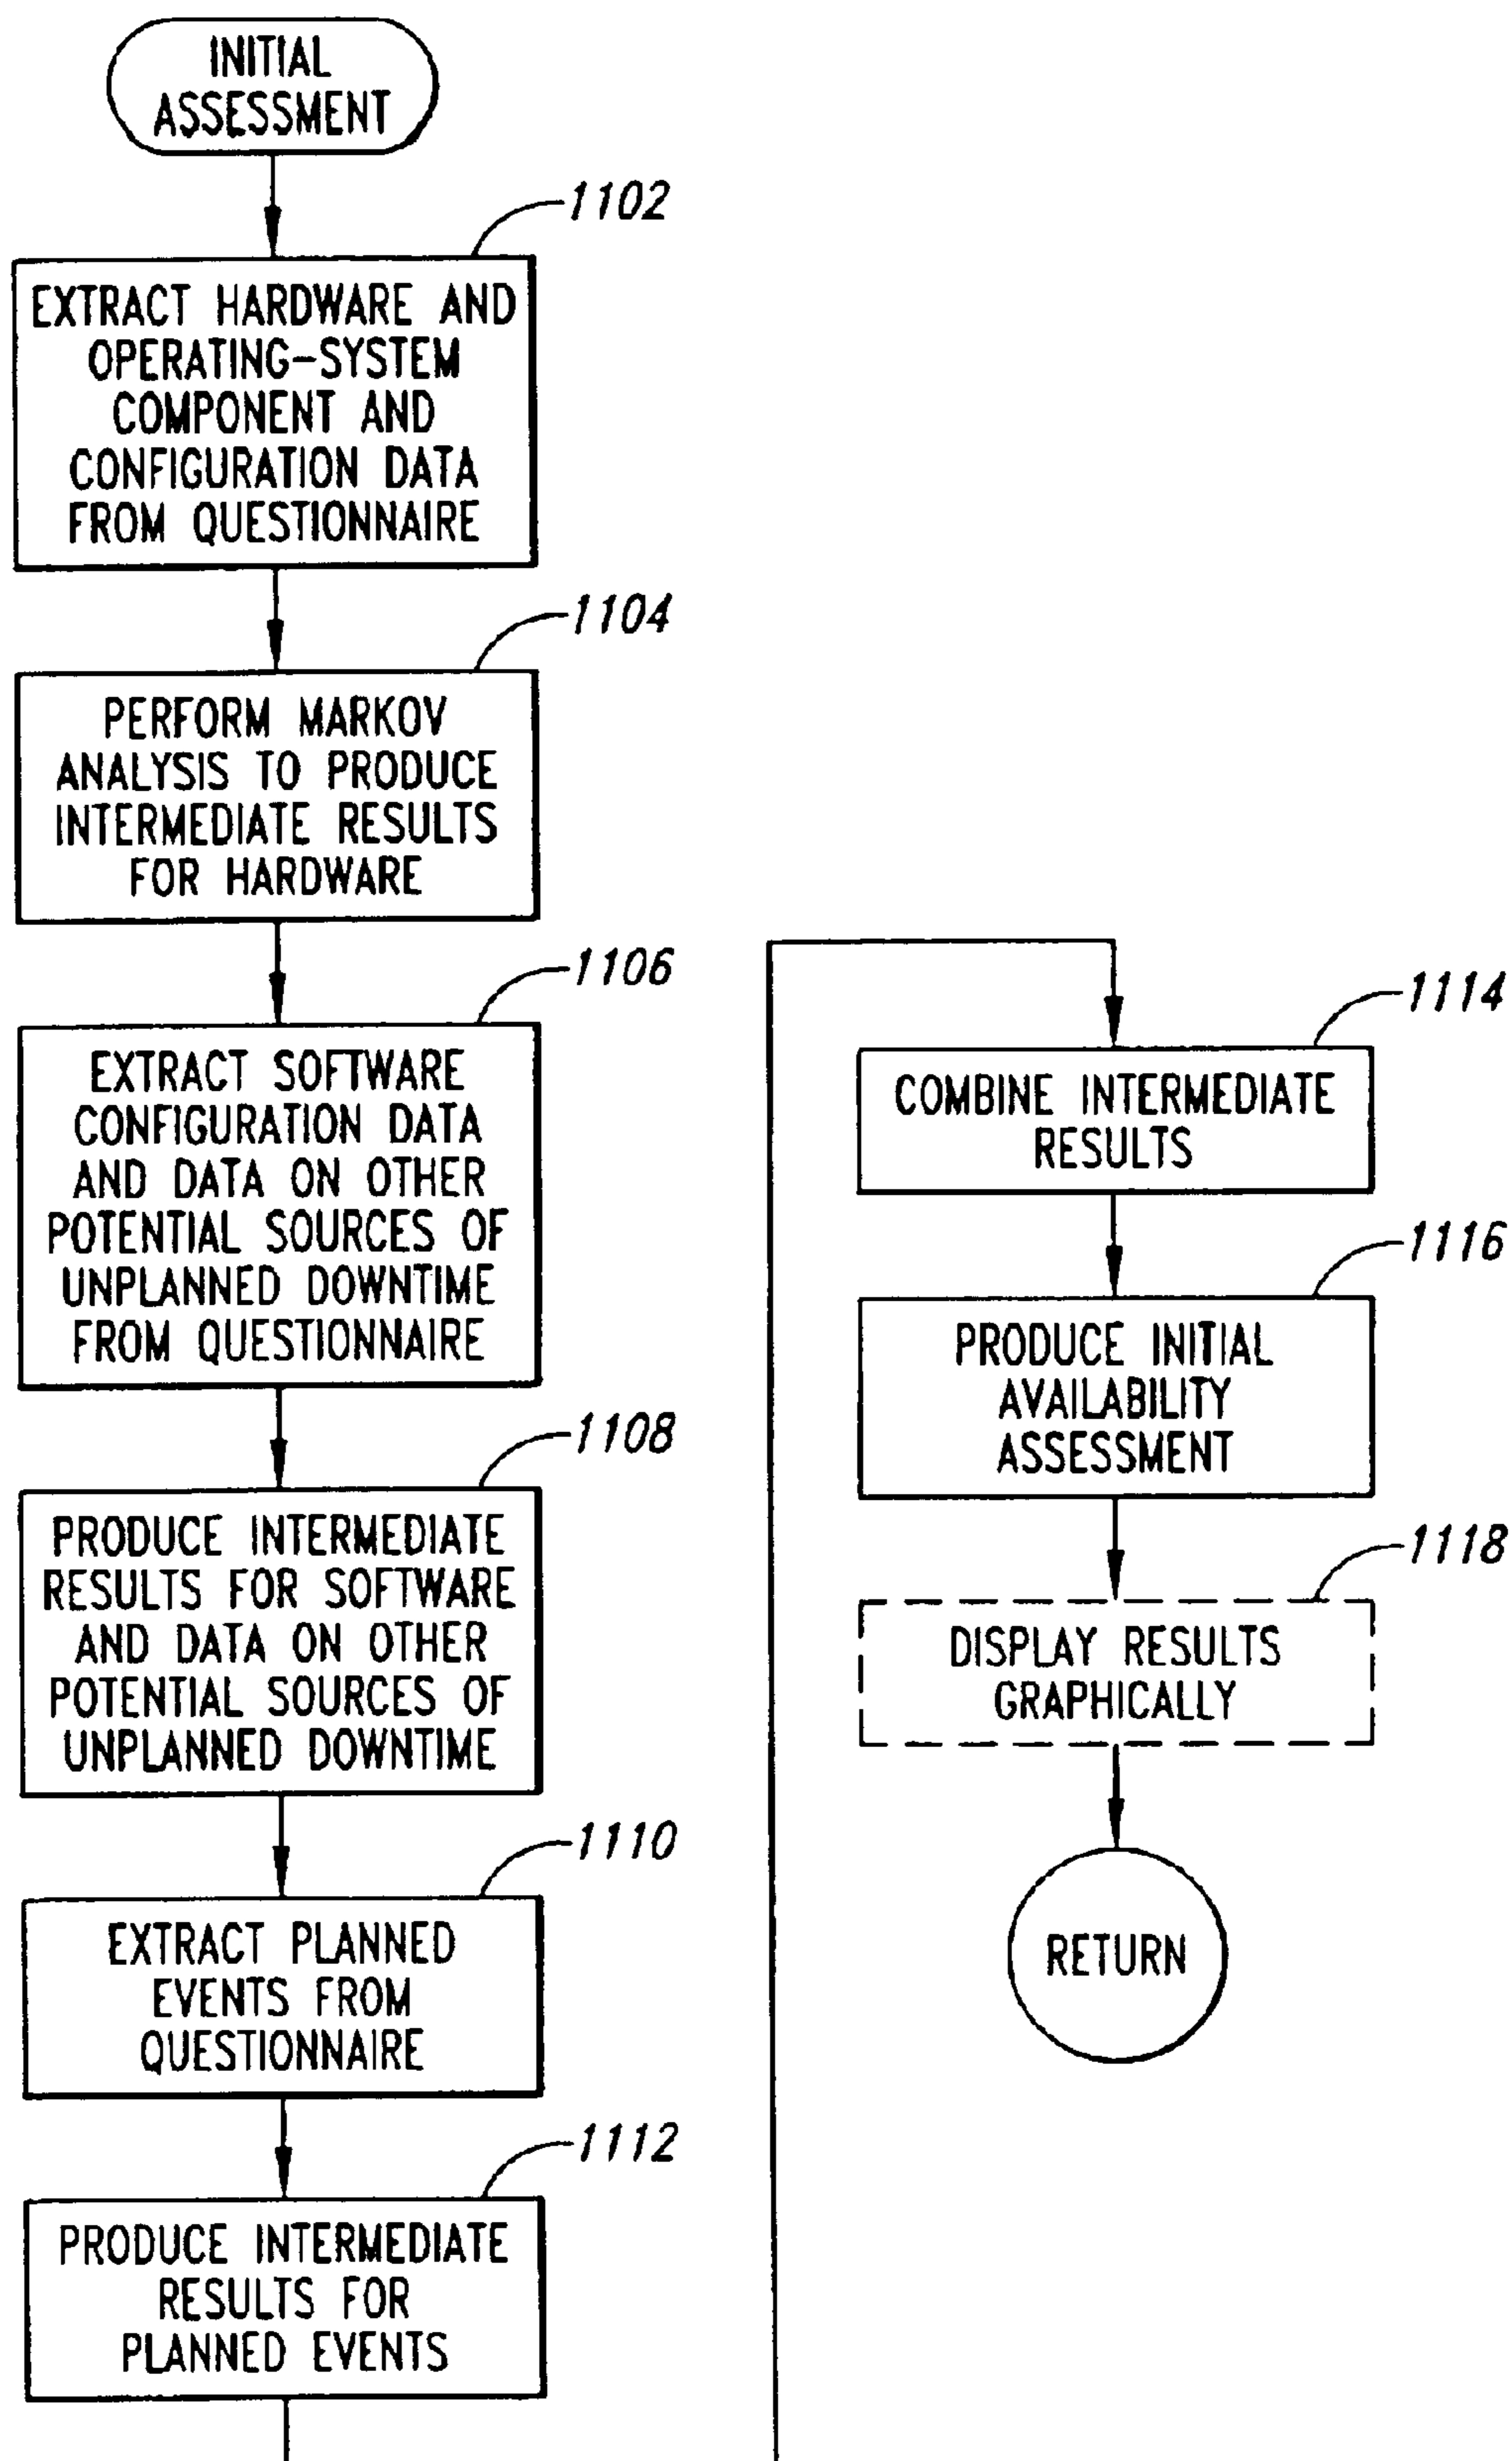 INITIAL
ASSESSMENT
1102
EXTRACT HARDWARE AND
OPERATING-SYSTEM
COMPONENT AND
CONFIGURATION DATA
FROM QUESTIONNAIRE
1104
PERFORM MARKOV
ANALYSIS TO PRODUCE
INTERMEDIATE RESULTS
FOR HARDWARE
1106
EXTRACT SOFTWARE
CONFIGURATION DATA
AND DATA ON OTHER
POTENTIAL SOURCES OF
UNPLANNED DOWNTIME
FROM QUESTIONNAIRE
1108
PRODUCE INTERMEDIATE
RESULTS FOR SOFTWARE
AND DATA ON OTHER
POTENTIAL SOURCES OF
UNPLANNED DOWNTIME
1110
EXTRACT PLANNED
EVENTS FROM
QUESTIONNAIRE
1112
PRODUCE INTERMEDIATE
RESULTS FOR
PLANNED EVENTS
1114
COMBINE INTERMEDIATE
RESULTS
1116
PRODUCE INITIAL
AVAILABILITY
ASSESSMENT
1118
DISPLAY RESULTS
GRAPHICALLY
RETURN